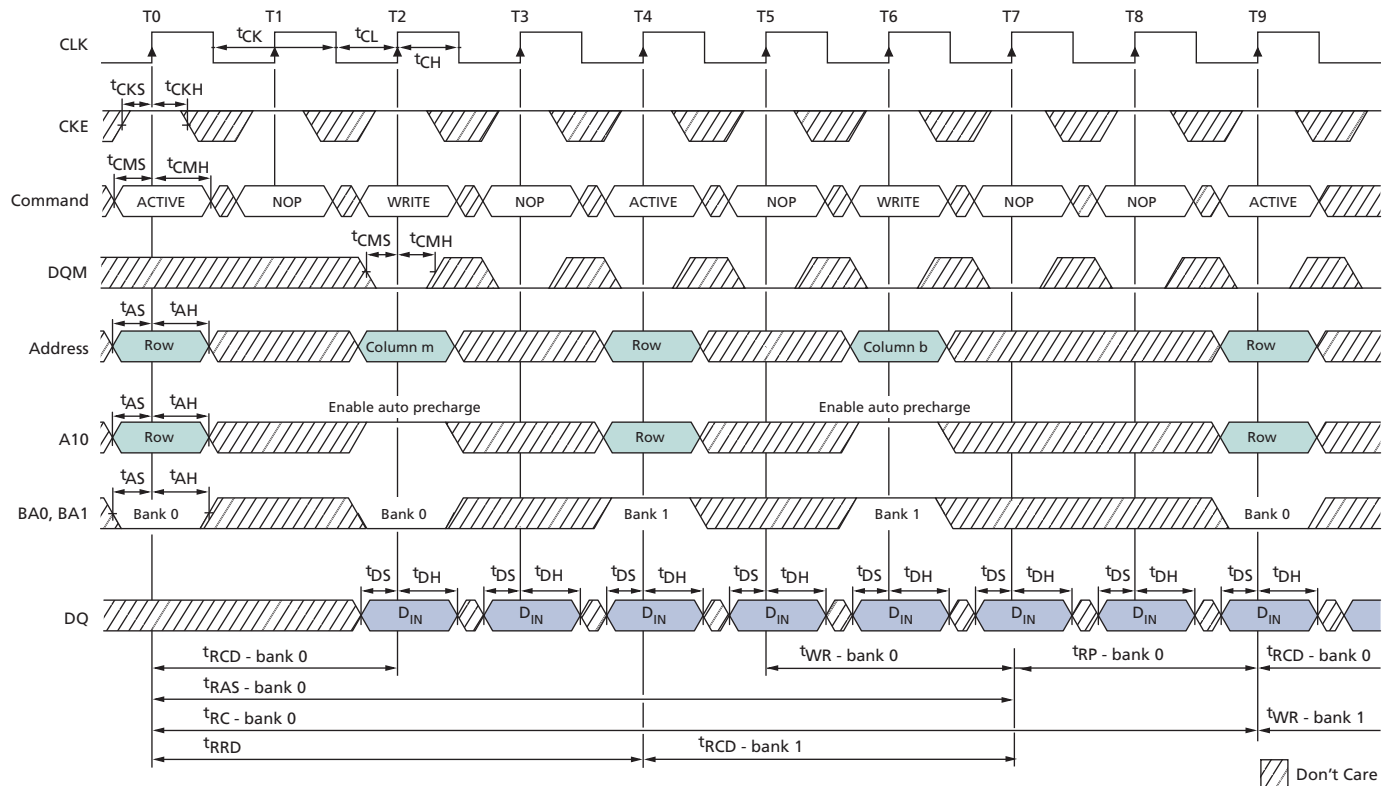 T0 T1 T2 T3 T4 T5 T6 T7 T8 T9
CLK tCK tCL tCH
tCKS tCKH
CKE
tCMS tCMH
Command ACTIVE NOP WRITE NOP ACTIVE NOP WRITE NOP NOP ACTIVE
tCMS tCMH
DQM
tAS tAH
Address Row Column m Row Column b Row
tAS tAH Enable auto precharge Enable auto precharge
A10 Row Row Row
tAS tAH
BA0, BA1 Bank 0 Bank 0 Bank 1 Bank 1 Bank 0
tDS tDH tDS tDH tDS tDH tDS tDH tDS tDH tDS tDH tDS tDH tDS tDH
DQ DIN DIN DIN DIN DIN DIN DIN DIN
tRCD - bank 0 tWR - bank 0 tRP - bank 0 tRCD - bank 0
tRAS - bank 0
tRC - bank 0 tWR - bank 1
tRRD tRCD - bank 1
Don't Care